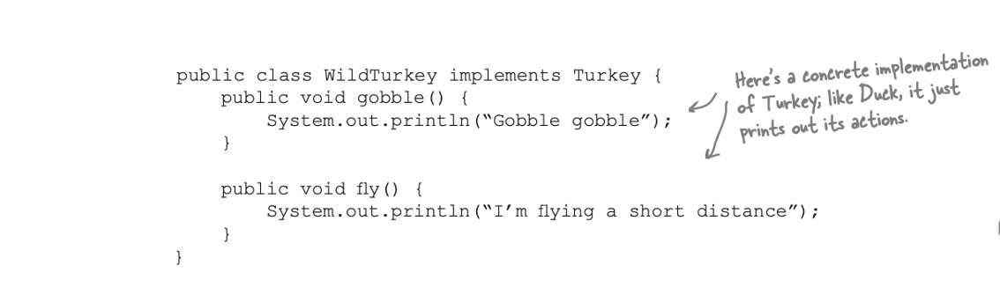 public class WildTurkey implements Turkey {
public void gobble() {
System.out.println(“Gobble gobble”);
}
public void fly() {
System.out.println(“I’m flying a short distance”);
}
}
Here’s a concrete implementation
of Turkey; like Duck, it just
prints out its actions.